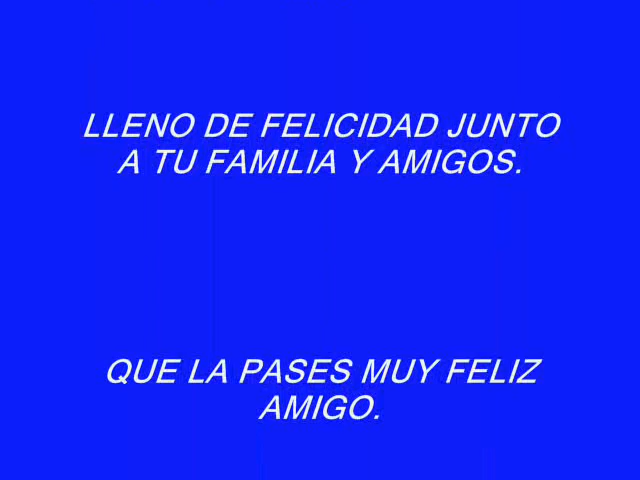 LLENO DE FELICIDAD JUNTO
A TU FAMILIA Y AMIGOS.
QUE LA PASES MUY FELIZ
AMIGO.